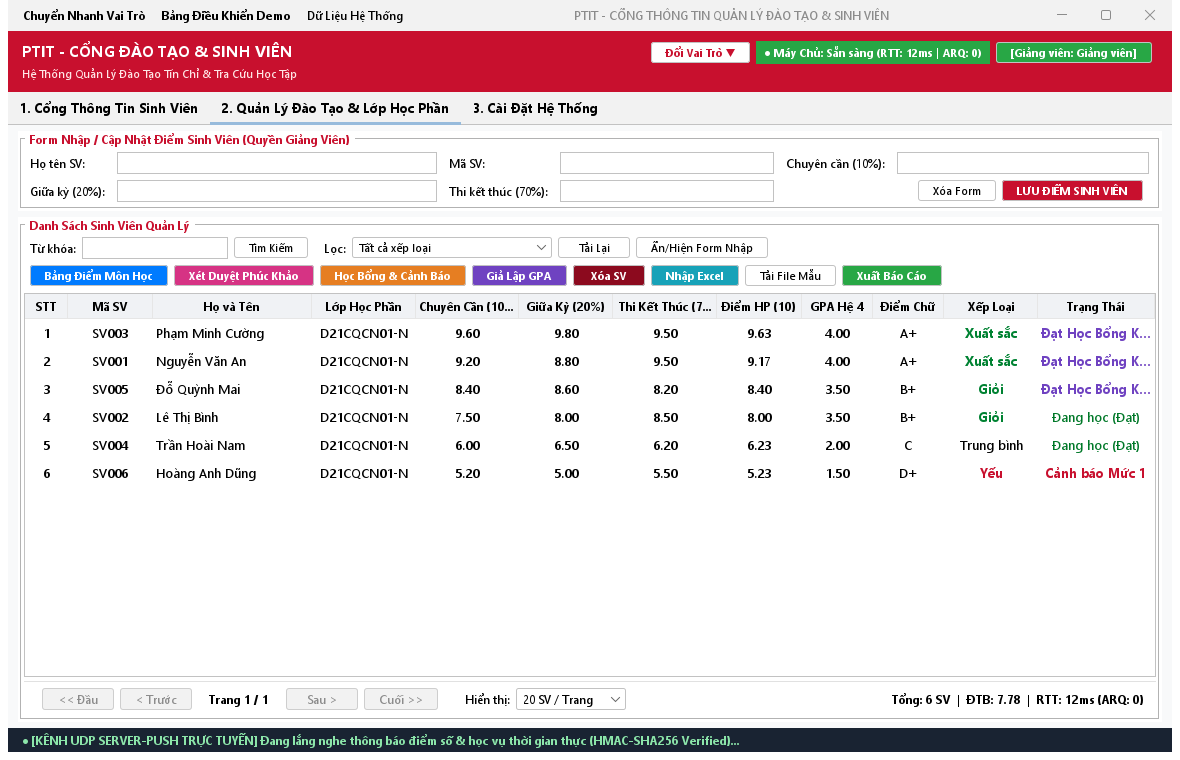 Chuyển Nhanh Vai Trò Bảng Điều Khiển Demo Dữ Liệu Hệ Thống PTIT - CỔNG THÔNG TIN QUẢN LÝ ĐÀO TẠO & SINH VIÊN
PTIT - CỔNG ĐÀO TẠO & SINH VIÊN
Đổi Vai Trò ▼ ● Máy Chủ: Sẵn sàng (RTT: 12ms | ARQ: 0) [Giảng viên: Giảng viên]
Hệ Thống Quản Lý Đào Tạo Tín Chỉ & Tra Cứu Học Tập
1. Cổng Thông Tin Sinh Viên 2. Quản Lý Đào Tạo & Lớp Học Phần 3. Cài Đặt Hệ Thống
Form Nhập / Cập Nhật Điểm Sinh Viên (Quyền Giảng Viên)
Họ tên SV: Mã SV: Chuyên cần (10%):
Giữa kỳ (20%): Thi kết thúc (70%): Xóa Form LƯU ĐIỂM SINH VIÊN
Danh Sách Sinh Viên Quản Lý
Từ khóa: Tìm Kiếm Lọc: Tất cả xếp loại Tải Lại Ẩn/Hiện Form Nhập
Bảng Điểm Môn Học Xét Duyệt Phúc Khảo Học Bổng & Cảnh Báo Giả Lập GPA Xóa SV Nhập Excel Tải File Mẫu Xuất Báo Cáo
STT Mã SV Họ và Tên Lớp Học Phần Chuyên Cần (10... Giữa Kỳ (20%) Thi Kết Thúc (7... Điểm HP (10) GPA Hệ 4 Điểm Chữ Xếp Loại Trạng Thái
1 SV003 Phạm Minh Cường D21CQCN01-N 9.60 9.80 9.50 9.63 4.00 A+ Xuất sắc Đạt Học Bổng K...
2 SV001 Nguyễn Văn An D21CQCN01-N 9.20 8.80 9.50 9.17 4.00 A+ Xuất sắc Đạt Học Bổng K...
3 SV005 Đỗ Quỳnh Mai D21CQCN01-N 8.40 8.60 8.20 8.40 3.50 B+ Giỏi Đạt Học Bổng K...
4 SV002 Lê Thị Bình D21CQCN01-N 7.50 8.00 8.50 8.00 3.50 B+ Giỏi Đang học (Đạt)
5 SV004 Trần Hoài Nam D21CQCN01-N 6.00 6.50 6.20 6.23 2.00 C Trung bình Đang học (Đạt)
6 SV006 Hoàng Anh Dũng D21CQCN01-N 5.20 5.00 5.50 5.23 1.50 D+ Yếu Cảnh báo Mức 1
<< Đầu < Trước Trang 1 / 1 Sau > Cuối >> Hiển thị: 20 SV / Trang Tổng: 6 SV | ĐTB: 7.78 | RTT: 12ms (ARQ: 0)
● [KÊNH UDP SERVER-PUSH TRỰC TUYẾN] Đang lắng nghe thông báo điểm số & học vụ thời gian thực (HMAC-SHA256 Verified)...